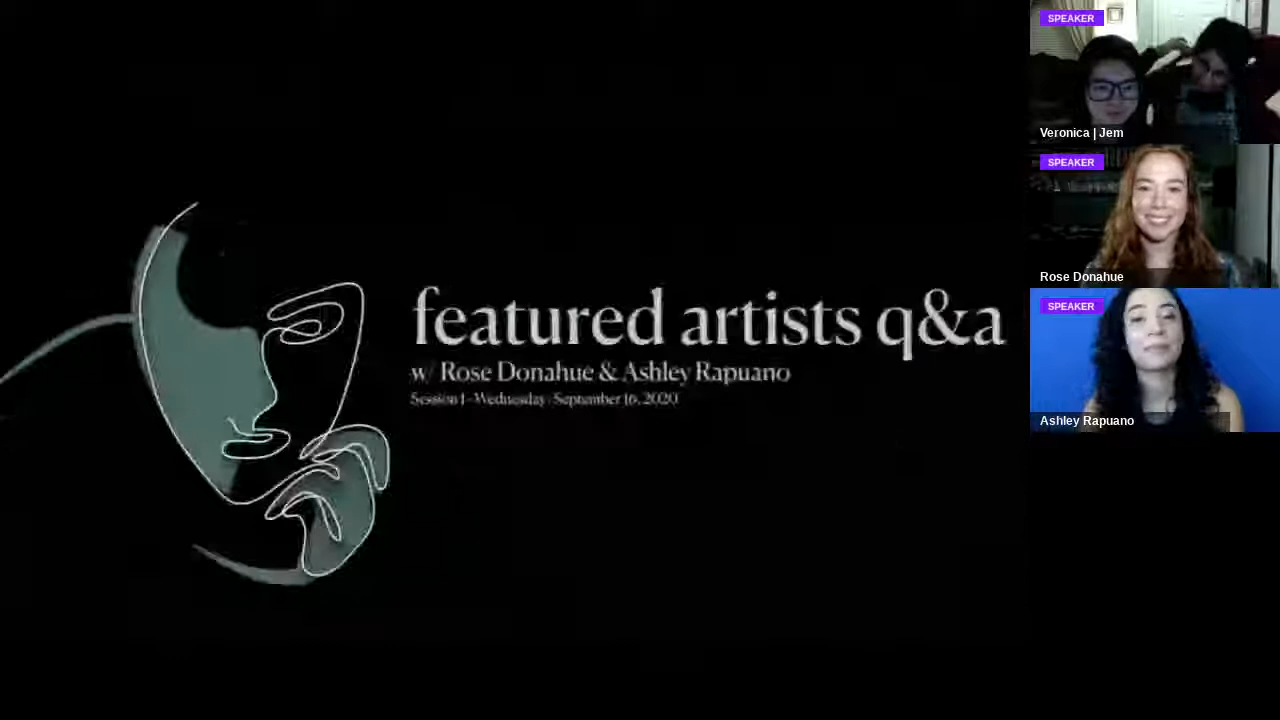 featured artists q&a
w/ Rose Donahue & Ashley Rapuano
Session 1 - Wednesday - September 16, 2020
SPEAKER
Veronica | Jem
SPEAKER
Rose Donahue
SPEAKER
Ashley Rapuano